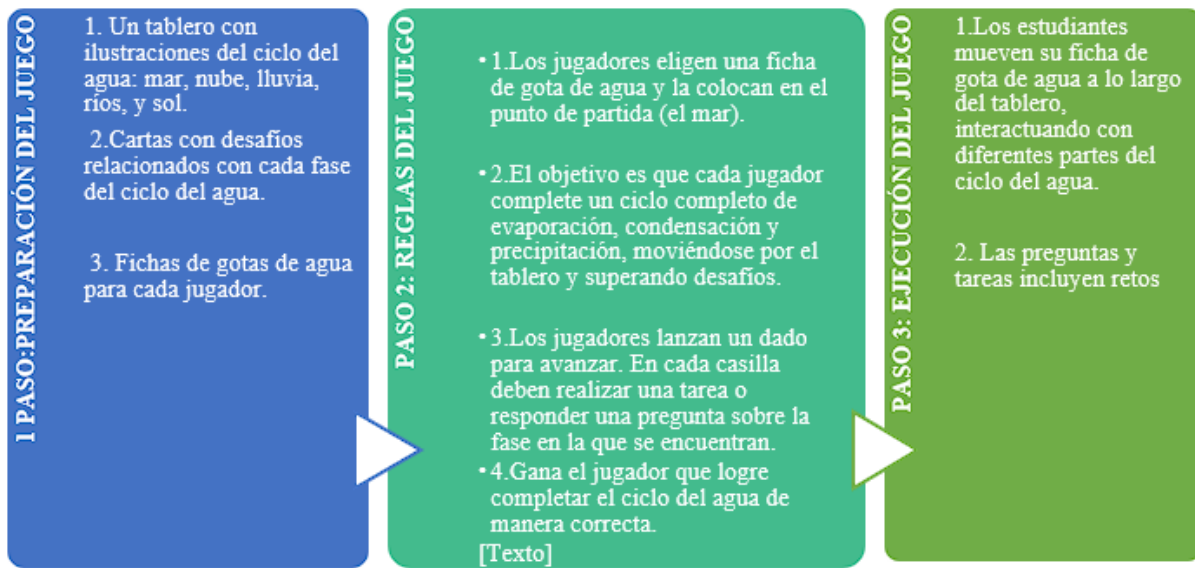 1 PASO:PREPARACIÓN DEL JUEGO
1. Un tablero con
ilustraciones del ciclo del
agua: mar, nube, lluvia,
ríos, y sol.
2.Cartas con desafíos
relacionados con cada fase
del ciclo del agua.
3. Fichas de gotas de agua
para cada jugador.
PASO 2: REGLAS DEL JUEGO
• 1.Los jugadores eligen una ficha
de gota de agua y la colocan en el
punto de partida (el mar).
• 2.El objetivo es que cada jugador
complete un ciclo completo de
evaporación, condensación y
precipitación, moviéndose por el
tablero y superando desafíos.
• 3.Los jugadores lanzan un dado
para avanzar. En cada casilla
deben realizar una tarea o
responder una pregunta sobre la
fase en la que se encuentran.
• 4.Gana el jugador que logre
completar el ciclo del agua de
manera correcta.
[Texto]
PASO 3: EJECUCIÓN DEL JUEGO
1.Los estudiantes
mueven su ficha de
gota de agua a lo largo
del tablero,
interactuando con
diferentes partes del
ciclo del agua.
2. Las preguntas y
tareas incluyen retos